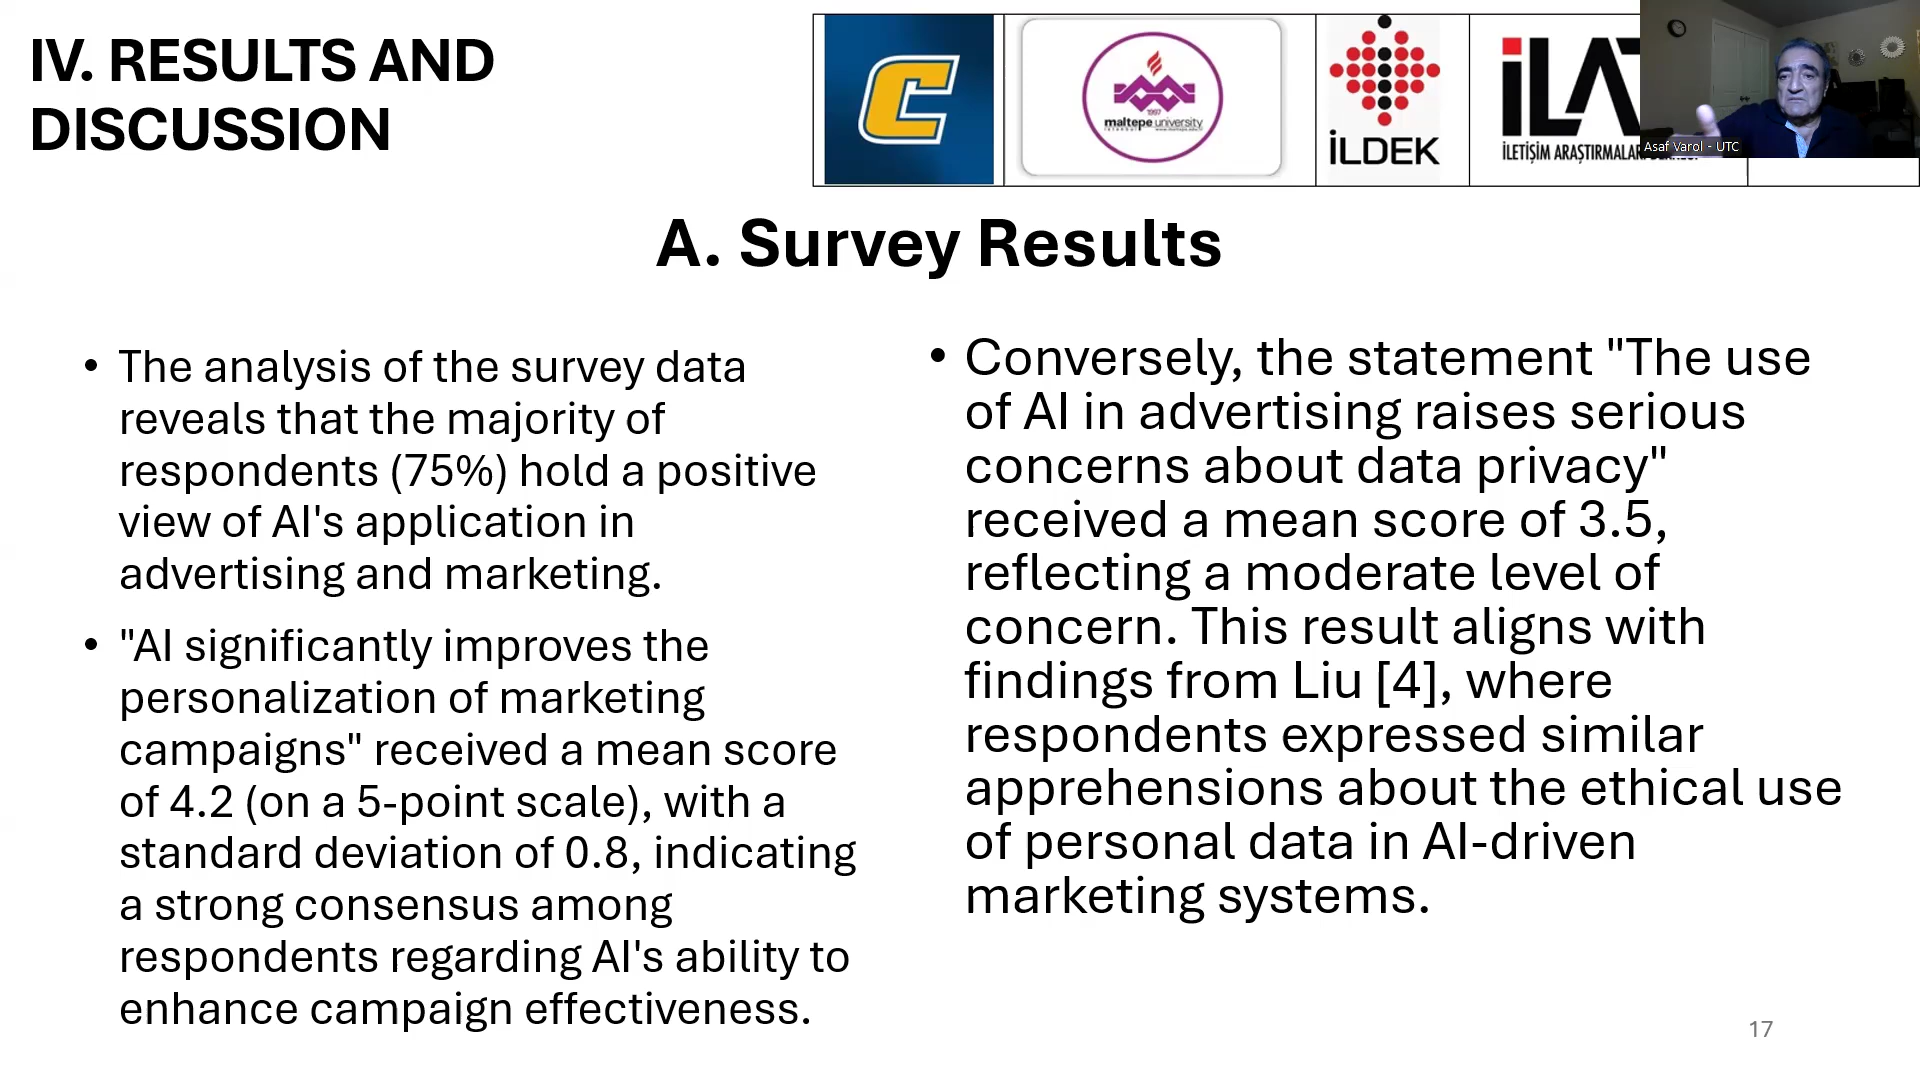 IV. RESULTS AND
DISCUSSION
C
1997
maltepe university
İLDEK
İLETİŞİM ARAŞTIRMALARI
Asaf Varol - UTC
A. Survey Results
• The analysis of the survey data
reveals that the majority of
respondents (75%) hold a positive
view of AI's application in
advertising and marketing.
• "AI significantly improves the
personalization of marketing
campaigns" received a mean score
of 4.2 (on a 5-point scale), with a
standard deviation of 0.8, indicating
a strong consensus among
respondents regarding AI's ability to
enhance campaign effectiveness.
• Conversely, the statement "The use
of AI in advertising raises serious
concerns about data privacy"
received a mean score of 3.5,
reflecting a moderate level of
concern. This result aligns with
findings from Liu [4], where
respondents expressed similar
apprehensions about the ethical use
of personal data in AI-driven
marketing systems.
17